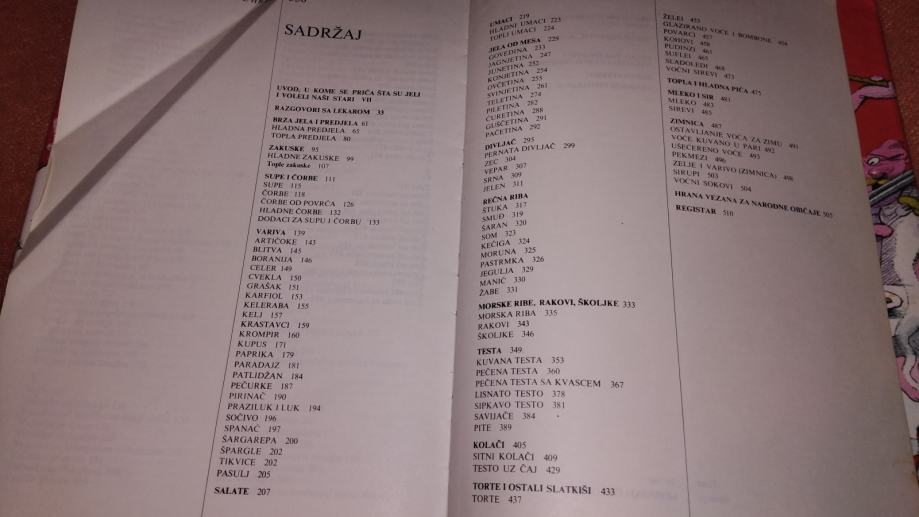 SADRŽAJ
UVOD, U KOME SE PRIČA ŠTA SU JELI
I VOLELI NAŠI STARI VII
RAZGOVORI SA LEKAROM 33
BRZA JELA I PREDJELA 61
HLADNA PREDJELA 65
TOPLA PREDJELA 80
ZAKUSKE 95
HLADNE ZAKUSKE 99
Tople zakuske 107
SUPE I ČORBE 111
SUPE 115
ČORBE 118
ČORBE OD POVRĆA 126
HLADNE ČORBE 132
DODACI ZA SUPU I ČORBU 133
VARIVA 139
ARTIČOKE 143
BLITVA 145
BORANIJA 146
CELER 149
CVEKLA 150
GRAŠAK 151
KARFIOL 153
KELERABA 155
KELJ 157
KRASTAVCI 159
KROMPIR 160
KUPUS 171
PAPRIKA 179
PARADAJZ 181
PATLIDŽAN 184
PEČURKE 187
PIRINAČ 190
PRAZILUK I LUK 194
SOČIVO 196
SPANAĆ 197
ŠARGAREPA 200
ŠPARGLE 202
TIKVICE 202
PASULJ 205
SALATE 207
UMACI 219
HLADNI UMACI 223
TOPLI UMACI 224
JELA OD MESA 229
GOVEDINA 233
JAGNJETINA 247
JUNETINA 252
KONJETINA 254
OVČETINA 255
SVINJETINA 261
TELETINA 274
PILETINA 282
ĆURETINA 288
GUŠČETINA 291
PAČETINA 292
DIVLJAČ 295
PERNATA DIVLJAČ 299
ZEC 304
VEPAR 307
SRNA 309
JELEN 311
REČNA RIBA
ŠTUKA 317
SMUĐ 319
ŠARAN 320
SOM 323
KEČIGA 324
MORUNA 325
PASTRMKA 326
JEGULJA 329
MANIĆ 330
ŽABE 331
MORSKE RIBE, RAKOVI, ŠKOLJKE 333
MORSKA RIBA 335
RAKOVI 343
ŠKOLJKE 346
TESTA 349
KUVANA TESTA 353
PEČENA TESTA 360
PEČENA TESTA SA KVASCEM 367
LISNATO TESTO 378
SIPKAVO TESTO 381
SAVIJAČE 384
PITE 389
KOLAČI 405
SITNI KOLAČI 409
TESTO UZ ČAJ 429
TORTE I OSTALI SLATKIŠI 433
TORTE 437
ŽELEI 453
GLAZIRANO VOĆE I BOMBONE 454
POVARCI 457
KOHOVI 458
PUDINZI 461
SUFLEI 465
SLADOLEDI 468
VOĆNI SIREVI 473
TOPLA I HLADNA PIĆA 475
MLEKO I SIR 481
MLEKO 483
SIREVI 485
ZIMNICA 487
OSTAVLJANJE VOĆA ZA ZIMU 491
VOĆE KUVANO U PARI 492
UŠEĆERENO VOĆE 493
PEKMEZI 496
ZELJE I VARIVO (ZIMNICA) 498
SIRUPI 503
VOĆNI SOKOVI 504
HRANA VEZANA ZA NARODNE OBIČAJE 505
REGISTAR 510